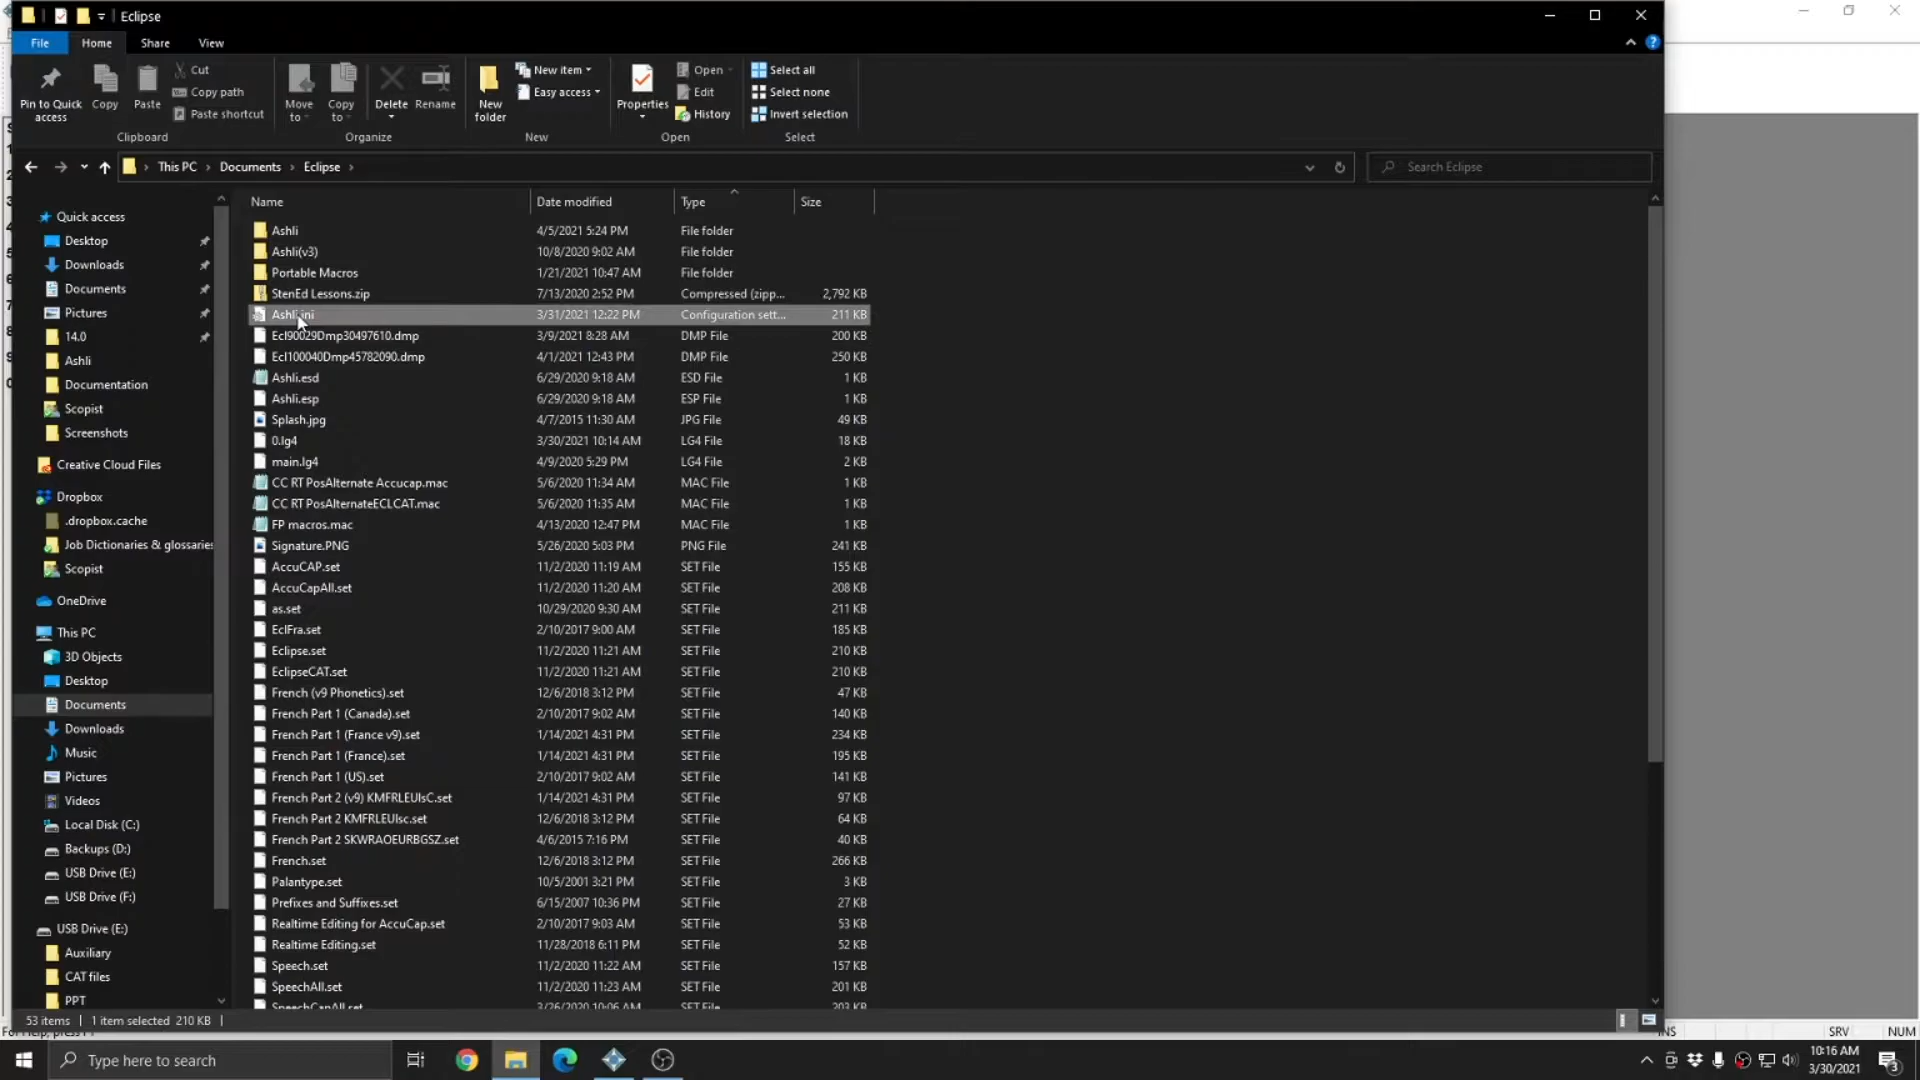 Eclipse
File Home Share View
Pin to Quick access
Copy
Paste
Cut
Copy path
Paste shortcut
Clipboard
Move to
Copy to
Delete
Rename
Organize
New folder
New item
Easy access
New
Properties
Open
Edit
History
Open
Select all
Select none
Invert selection
Select
This PC › Documents › Eclipse ›
Search Eclipse
Quick access
Desktop
Downloads
Documents
Pictures
14.0
Ashli
Documentation
Scopist
Screenshots
Creative Cloud Files
Dropbox
.dropbox.cache
Job Dictionaries & glossaries
Scopist
OneDrive
This PC
3D Objects
Desktop
Documents
Downloads
Music
Pictures
Videos
Local Disk (C:)
Backups (D:)
USB Drive (E:)
USB Drive (F:)
USB Drive (E:)
Auxiliary
CAT files
PPT
Name Date modified Type Size
Ashli 4/5/2021 5:24 PM File folder
Ashli(v3) 10/8/2020 9:02 AM File folder
Portable Macros 1/21/2021 10:47 AM File folder
StenEd Lessons.zip 7/13/2020 2:52 PM Compressed (zipp... 2,792 KB
Ashli.ini 3/31/2021 12:22 PM Configuration sett... 211 KB
Ecl90029Dmp30497610.dmp 3/9/2021 8:28 AM DMP File 200 KB
Ecl100040Dmp45782090.dmp 4/1/2021 12:43 PM DMP File 250 KB
Ashli.esd 6/29/2020 9:18 AM ESD File 1 KB
Ashli.esp 6/29/2020 9:18 AM ESP File 1 KB
Splash.jpg 4/7/2015 11:30 AM JPG File 49 KB
0.lg4 3/30/2021 10:14 AM LG4 File 18 KB
main.lg4 4/9/2020 5:29 PM LG4 File 2 KB
CC RT PosAlternate Accucap.mac 5/6/2020 11:34 AM MAC File 1 KB
CC RT PosAlternateECLCAT.mac 5/6/2020 11:35 AM MAC File 1 KB
FP macros.mac 4/13/2020 12:47 PM MAC File 1 KB
Signature.PNG 5/26/2020 5:03 PM PNG File 241 KB
AccuCAP.set 11/2/2020 11:19 AM SET File 155 KB
AccuCapAll.set 11/2/2020 11:20 AM SET File 208 KB
as.set 10/29/2020 9:30 AM SET File 211 KB
EclFra.set 2/10/2017 9:00 AM SET File 185 KB
Eclipse.set 11/2/2020 11:21 AM SET File 210 KB
EclipseCAT.set 11/2/2020 11:21 AM SET File 210 KB
French (v9 Phonetics).set 12/6/2018 3:12 PM SET File 47 KB
French Part 1 (Canada).set 2/10/2017 9:02 AM SET File 140 KB
French Part 1 (France v9).set 1/14/2021 4:31 PM SET File 234 KB
French Part 1 (France).set 1/14/2021 4:31 PM SET File 195 KB
French Part 1 (US).set 2/10/2017 9:02 AM SET File 141 KB
French Part 2 (v9) KMFRLEUIsC.set 1/14/2021 4:31 PM SET File 97 KB
French Part 2 KMFRLEUIsc.set 12/6/2018 3:12 PM SET File 64 KB
French Part 2 SKWRAOEURBGSZ.set 4/6/2015 7:16 PM SET File 40 KB
French.set 12/6/2018 3:12 PM SET File 266 KB
Palantype.set 10/5/2001 3:21 PM SET File 3 KB
Prefixes and Suffixes.set 6/15/2007 10:36 PM SET File 27 KB
Realtime Editing for AccuCap.set 2/10/2017 9:03 AM SET File 53 KB
Realtime Editing.set 11/28/2018 6:11 PM SET File 52 KB
Speech.set 11/2/2020 11:22 AM SET File 157 KB
SpeechAll.set 11/2/2020 11:23 AM SET File 201 KB
SpeechCapAll.set 3/26/2020 10:06 AM SET File 203 KB
53 items 1 item selected 210 KB
SRV NUM
Type here to search
10:16 AM
3/30/2021
3